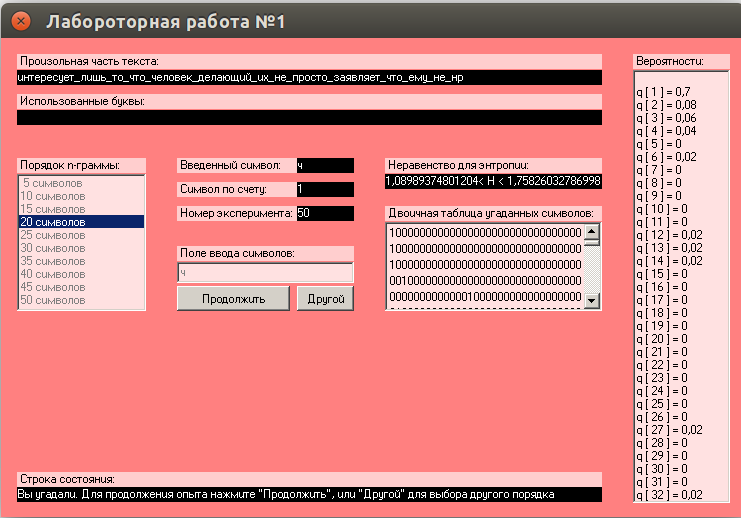 Лабороторная работа №1
Произольная часть текста:
интересует_лишь_то_что_человек_делающий_их_не_просто_заявляет_что_ему_не_нр
Использованные буквы:
Порядок n-граммы:
5 символов
10 символов
15 символов
20 символов
25 символов
30 символов
35 символов
40 символов
45 символов
50 символов
Введенный символ: ч
Символ по счету: 1
Номер эксперимента: 50
Поле ввода символов:
ч
Продолжить
Другой
Неравенство для энтропии:
1,08989374801204< H < 1,75826032786998
Двоичная таблица угаданных символов:
10000000000000000000000000000000
10000000000000000000000000000000
10000000000000000000000000000000
00100000000000000000000000000000
00000000000010000000000000000000
Строка состояния:
Вы угадали. Для продолжения опыта нажмите "Продолжить", или "Другой" для выбора другого порядка
Вероятности:
q [ 1 ] = 0,7
q [ 2 ] = 0,08
q [ 3 ] = 0,06
q [ 4 ] = 0,04
q [ 5 ] = 0
q [ 6 ] = 0,02
q [ 7 ] = 0
q [ 8 ] = 0
q [ 9 ] = 0
q [ 10 ] = 0
q [ 11 ] = 0
q [ 12 ] = 0,02
q [ 13 ] = 0,02
q [ 14 ] = 0,02
q [ 15 ] = 0
q [ 16 ] = 0
q [ 17 ] = 0
q [ 18 ] = 0
q [ 19 ] = 0
q [ 20 ] = 0
q [ 21 ] = 0
q [ 22 ] = 0
q [ 23 ] = 0
q [ 24 ] = 0
q [ 25 ] = 0
q [ 26 ] = 0
q [ 27 ] = 0,02
q [ 28 ] = 0
q [ 29 ] = 0
q [ 30 ] = 0
q [ 31 ] = 0
q [ 32 ] = 0,02